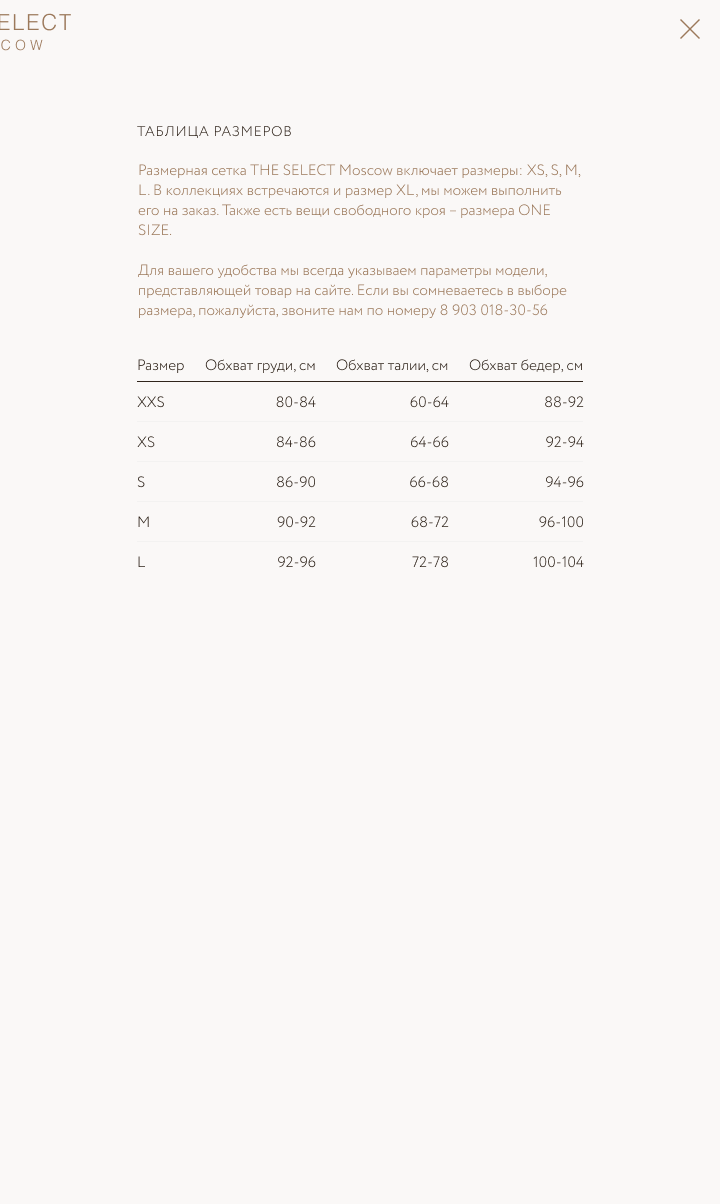 ELECT
COW
ТАБЛИЦА РАЗМЕРОВ
Размерная сетка THE SELECT Moscow включает размеры: XS, S, M,
L. В коллекциях встречаются и размер XL, мы можем выполнить
его на заказ. Также есть вещи свободного кроя – размера ONE
SIZE.
Для вашего удобства мы всегда указываем параметры модели,
представляющей товар на сайте. Если вы сомневаетесь в выборе
размера, пожалуйста, звоните нам по номеру 8 903 018-30-56
Размер Обхват груди, см Обхват талии, см Обхват бедер, см
XXS 80-84 60-64 88-92
XS 84-86 64-66 92-94
S 86-90 66-68 94-96
M 90-92 68-72 96-100
L 92-96 72-78 100-104